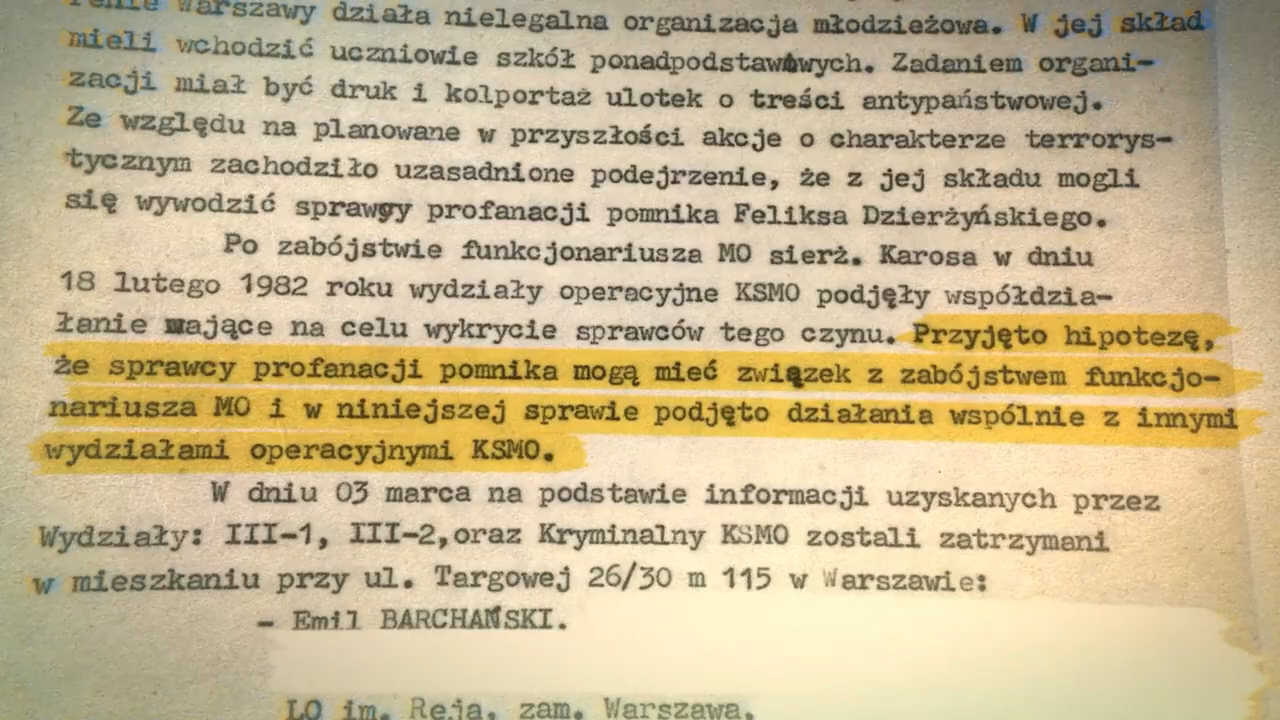 renie Warszawy działa nielegalna organizacja młodzieżowa. W jej skład
mieli wchodzić uczniowie szkół ponadpodstawowych. Zadaniem organi-
zacji miał być druk i kolportaż ulotek o treści antypaństwowej.
Ze względu na planowane w przyszłości akcje o charakterze terrorys-
tycznym zachodziło uzasadnione podejrzenie, że z jej składu mogli
się wywodzić sprawcy profanacji pomnika Feliksa Dzierżyńskiego.
Po zabójstwie funkcjonariusza MO sierż. Karosa w dniu
18 lutego 1982 roku wydziały operacyjne KSMO podjęły współdzia-
łanie mające na celu wykrycie sprawców tego czynu. Przyjęto hipotezę,
że sprawcy profanacji pomnika mogą mieć związek z zabójstwem funkcjo-
nariusza MO i w niniejszej sprawie podjęto działania wspólnie z innymi
wydziałami operacyjnymi KSMO.
W dniu 03 marca na podstawie informacji uzyskanych przez
Wydziały: III-1, III-2,oraz Kryminalny KSMO zostali zatrzymani
w mieszkaniu przy ul. Targowej 26/30 m 115 w Warszawie:
- Emil BARCHAŃSKI.
LO im. Reja, zam. Warszawa,